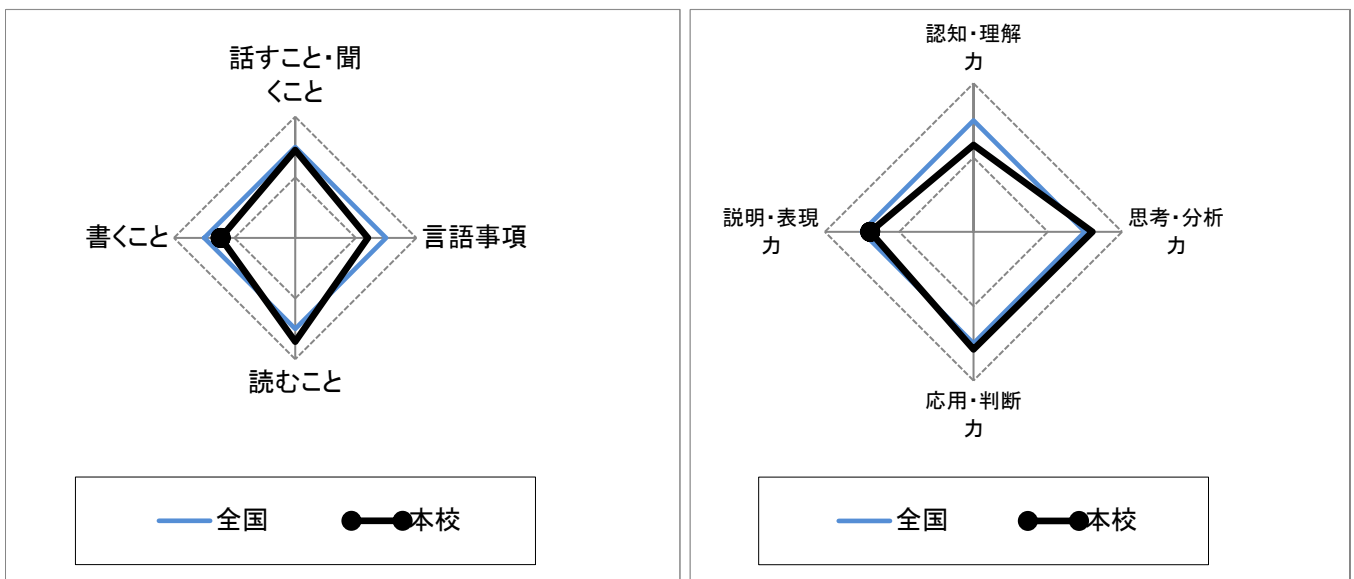 話すこと・聞
くこと
書くこと
言語事項
読むこと
全国
本校
認知・理解
力
説明・表現
力
思考・分析
力
応用・判断
力
全国
本校